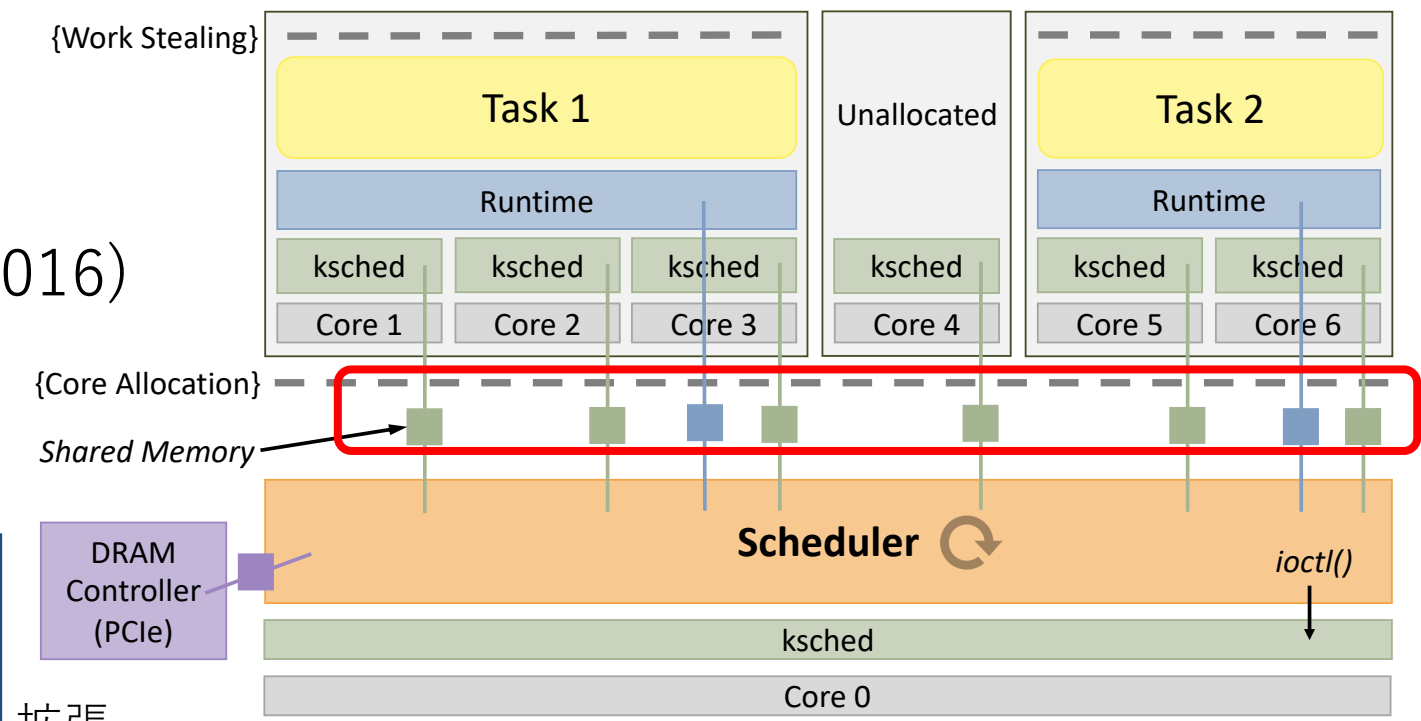 {Work Stealing}
Task 1
Unallocated
Task 2
Runtime
Runtime
016)
ksched
ksched
ksched
ksched
ksched
ksched
Core 1
Core 2
Core 3
Core 4
Core 5
Core 6
{Core Allocation}
Shared Memory
DRAM
Controller
(PCIe)
Scheduler
ioctl()
ksched
Core 0
拡張